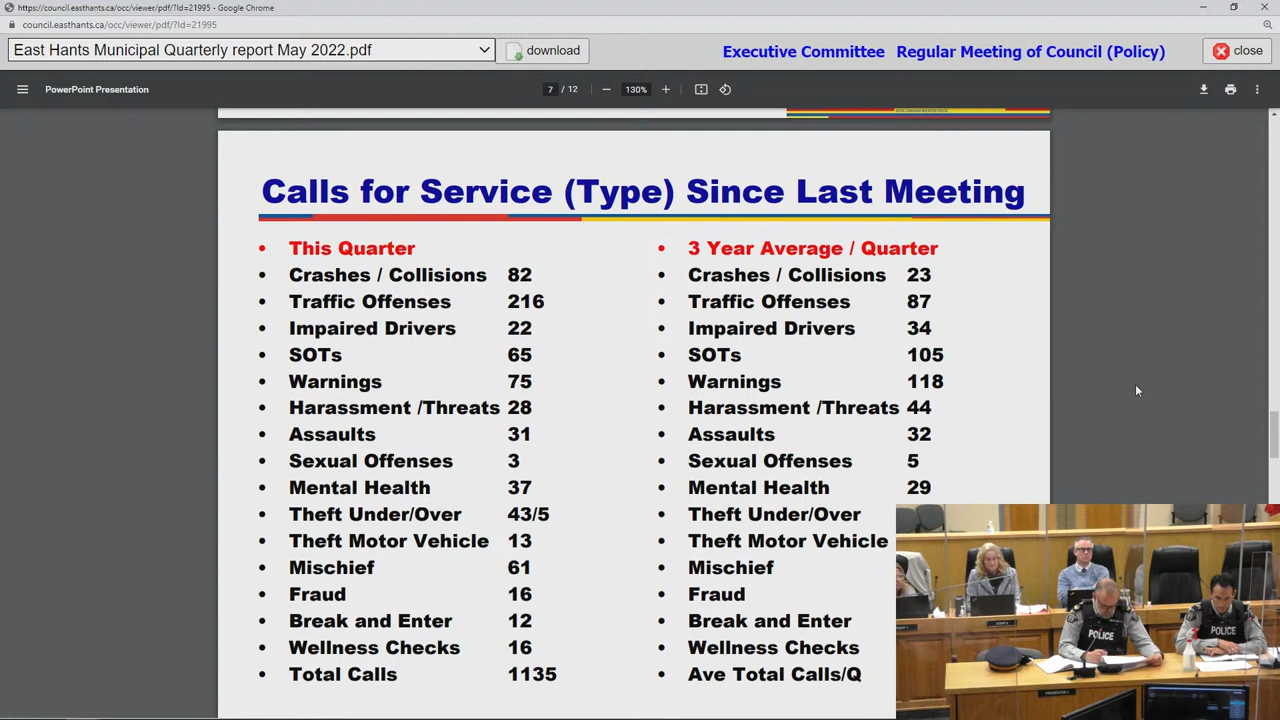 https://council.easthants.ca/occ/viewer/pdf/?Id=21995 - Google Chrome
council.easthants.ca/occ/viewer/pdf/?Id=21995
East Hants Municipal Quarterly report May 2022.pdf
download
Executive Committee
Regular Meeting of Council (Policy)
close
PowerPoint Presentation
7 / 12
130%
Calls for Service (Type) Since Last Meeting
• This Quarter
• Crashes / Collisions 82
• Traffic Offenses 216
• Impaired Drivers 22
• SOTs 65
• Warnings 75
• Harassment /Threats 28
• Assaults 31
• Sexual Offenses 3
• Mental Health 37
• Theft Under/Over 43/5
• Theft Motor Vehicle 13
• Mischief 61
• Fraud 16
• Break and Enter 12
• Wellness Checks 16
• Total Calls 1135
• 3 Year Average / Quarter
• Crashes / Collisions 23
• Traffic Offenses 87
• Impaired Drivers 34
• SOTs 105
• Warnings 118
• Harassment /Threats 44
• Assaults 32
• Sexual Offenses 5
• Mental Health 29
• Theft Under/Over
• Theft Motor Vehicle
• Mischief
• Fraud
• Break and Enter
• Wellness Checks
• Ave Total Calls/Q
POLICE
POLICE